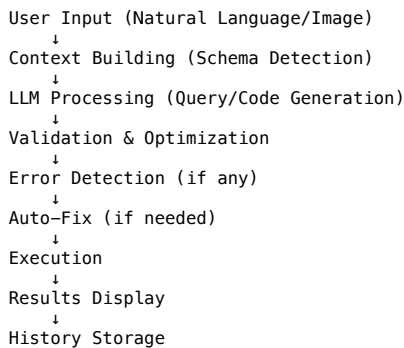 User Input (Natural Language/Image)
↓
Context Building (Schema Detection)
↓
LLM Processing (Query/Code Generation)
↓
Validation & Optimization
↓
Error Detection (if any)
↓
Auto-Fix (if needed)
↓
Execution
↓
Results Display
↓
History Storage